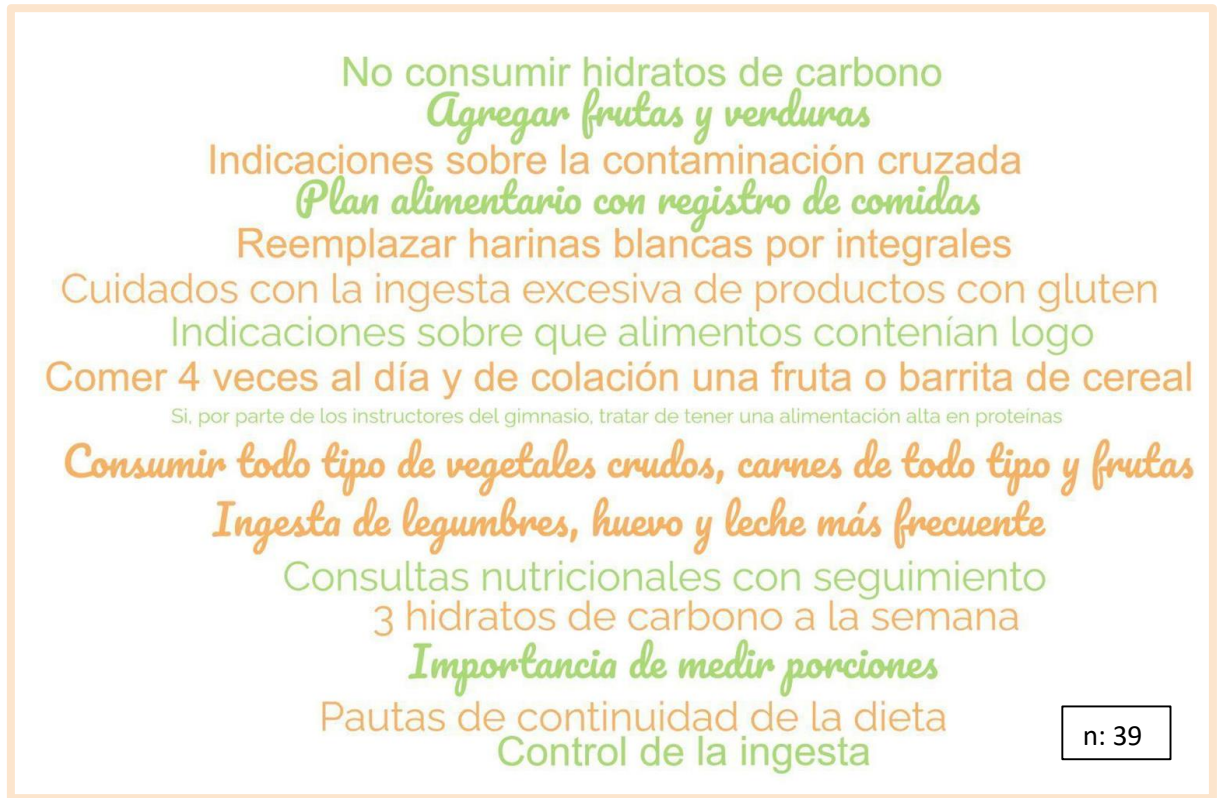 No consumir hidratos de carbono
Agregar frutas y verduras
Indicaciones sobre la contaminación cruzada
Plan alimentario con registro de comidas
Reemplazar harinas blancas por integrales
Cuidados con la ingesta excesiva de productos con gluten
Indicaciones sobre que alimentos contenían logo
Comer 4 veces al día y de colación una fruta o barrita de cereal
Si, por parte de los instructores del gimnasio, tratar de tener una alimentación alta en proteínas
Consumir todo tipo de vegetales crudos, carnes de todo tipo y frutas
Ingesta de legumbres, huevo y leche más frecuente
Consultas nutricionales con seguimiento
3 hidratos de carbono a la semana
Importancia de medir porciones
Pautas de continuidad de la dieta
Control de la ingesta
n: 39